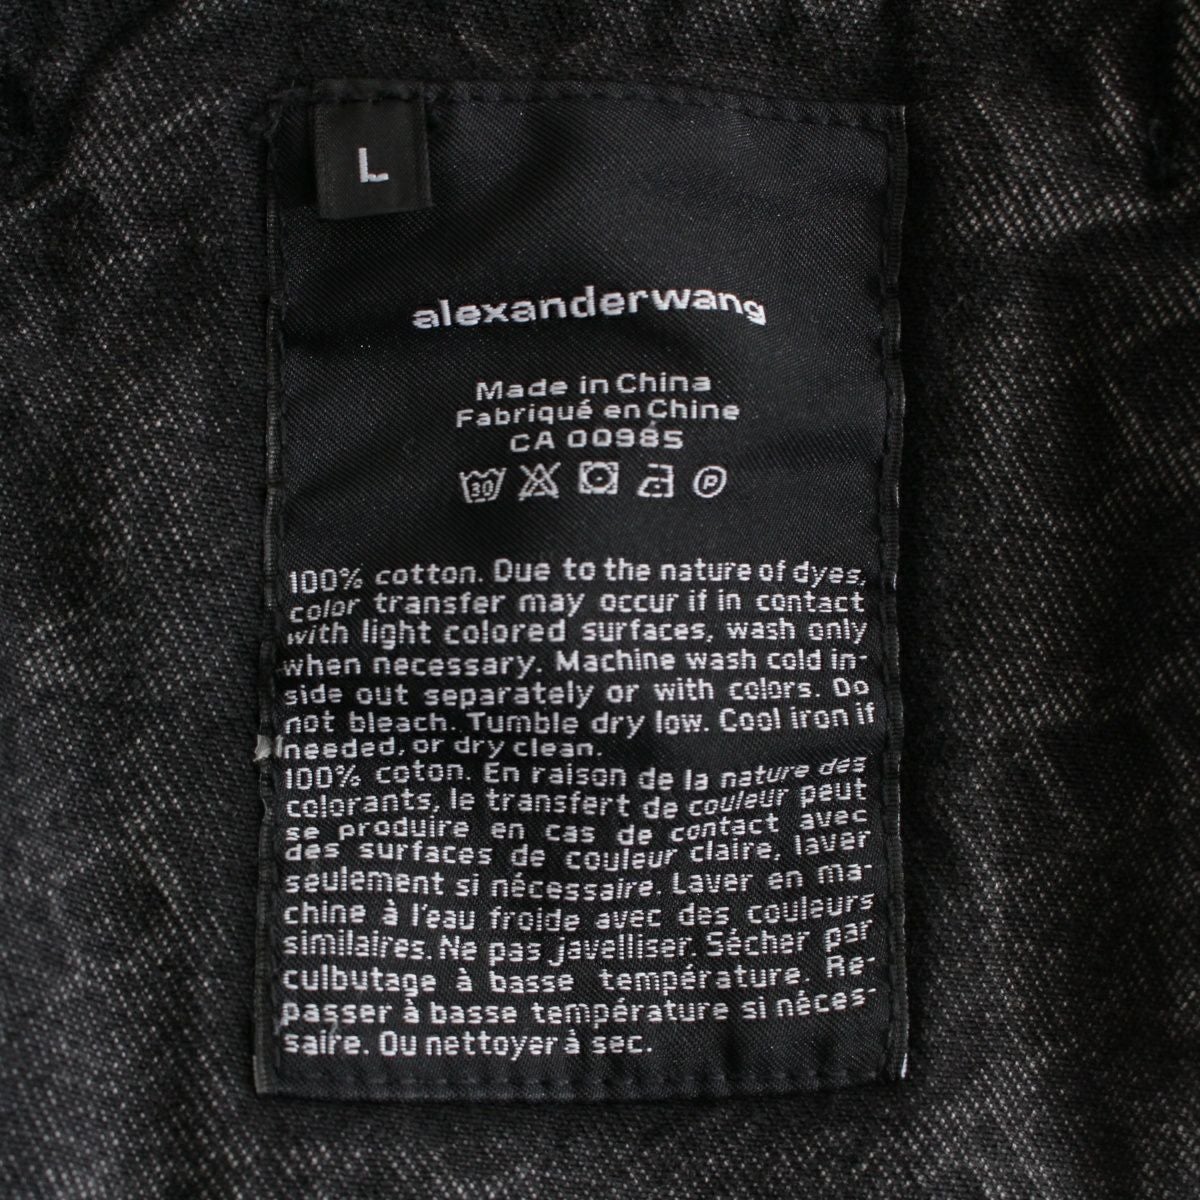 L
alexanderwang
Made in China
Fabriqué en Chine
CA 00985
30 P
100% cotton. Due to the nature of dyes,
color transfer may occur if in contact
with light colored surfaces, wash only
when necessary. Machine wash cold in-
side out separately or with colors. Do
not bleach. Tumble dry low. Cool iron if
needed, or dry clean.
100% coton. En raison de la nature des
colorants, le transfert de couleur peut
se produire en cas de contact avec
des surfaces de couleur claire, laver
seulement si nécessaire. Laver en ma-
chine à l'eau froide avec des couleurs
similaires. Ne pas javelliser. Sécher par
culbutage à basse température. Re-
passer à basse température si néces-
saire. Ou nettoyer à sec.